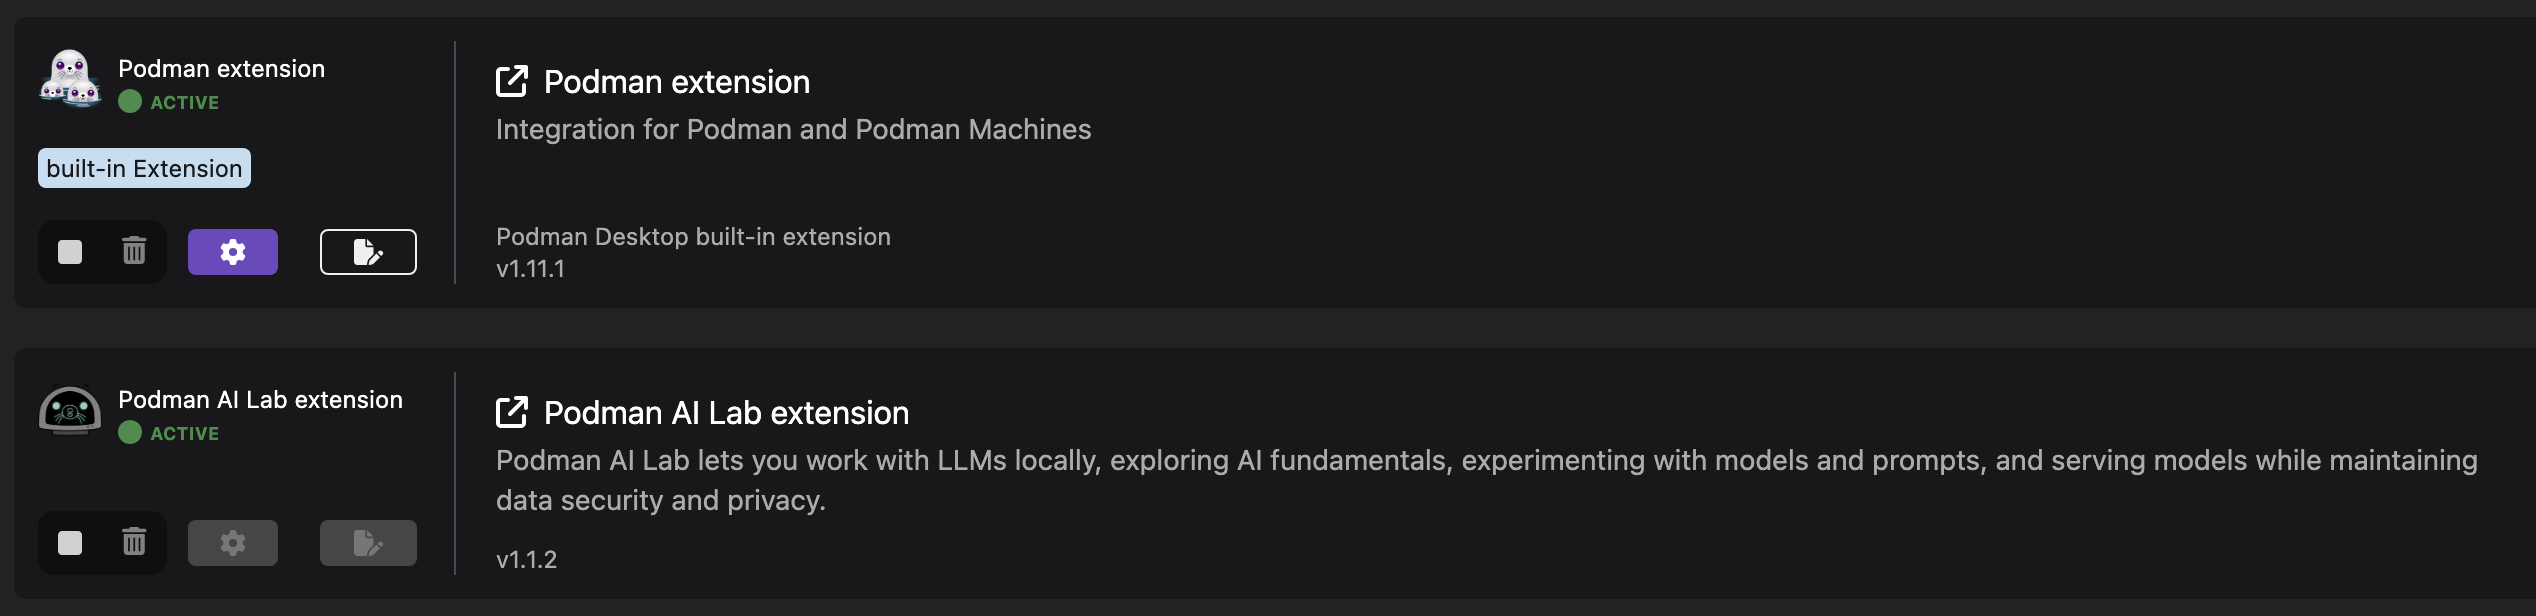 Podman extension
ACTIVE
built-in Extension
Podman extension
Integration for Podman and Podman Machines
Podman Desktop built-in extension
v1.11.1
Podman AI Lab extension
ACTIVE
Podman AI Lab extension
Podman AI Lab lets you work with LLMs locally, exploring AI fundamentals, experimenting with models and prompts, and serving models while maintaining
data security and privacy.
v1.1.2